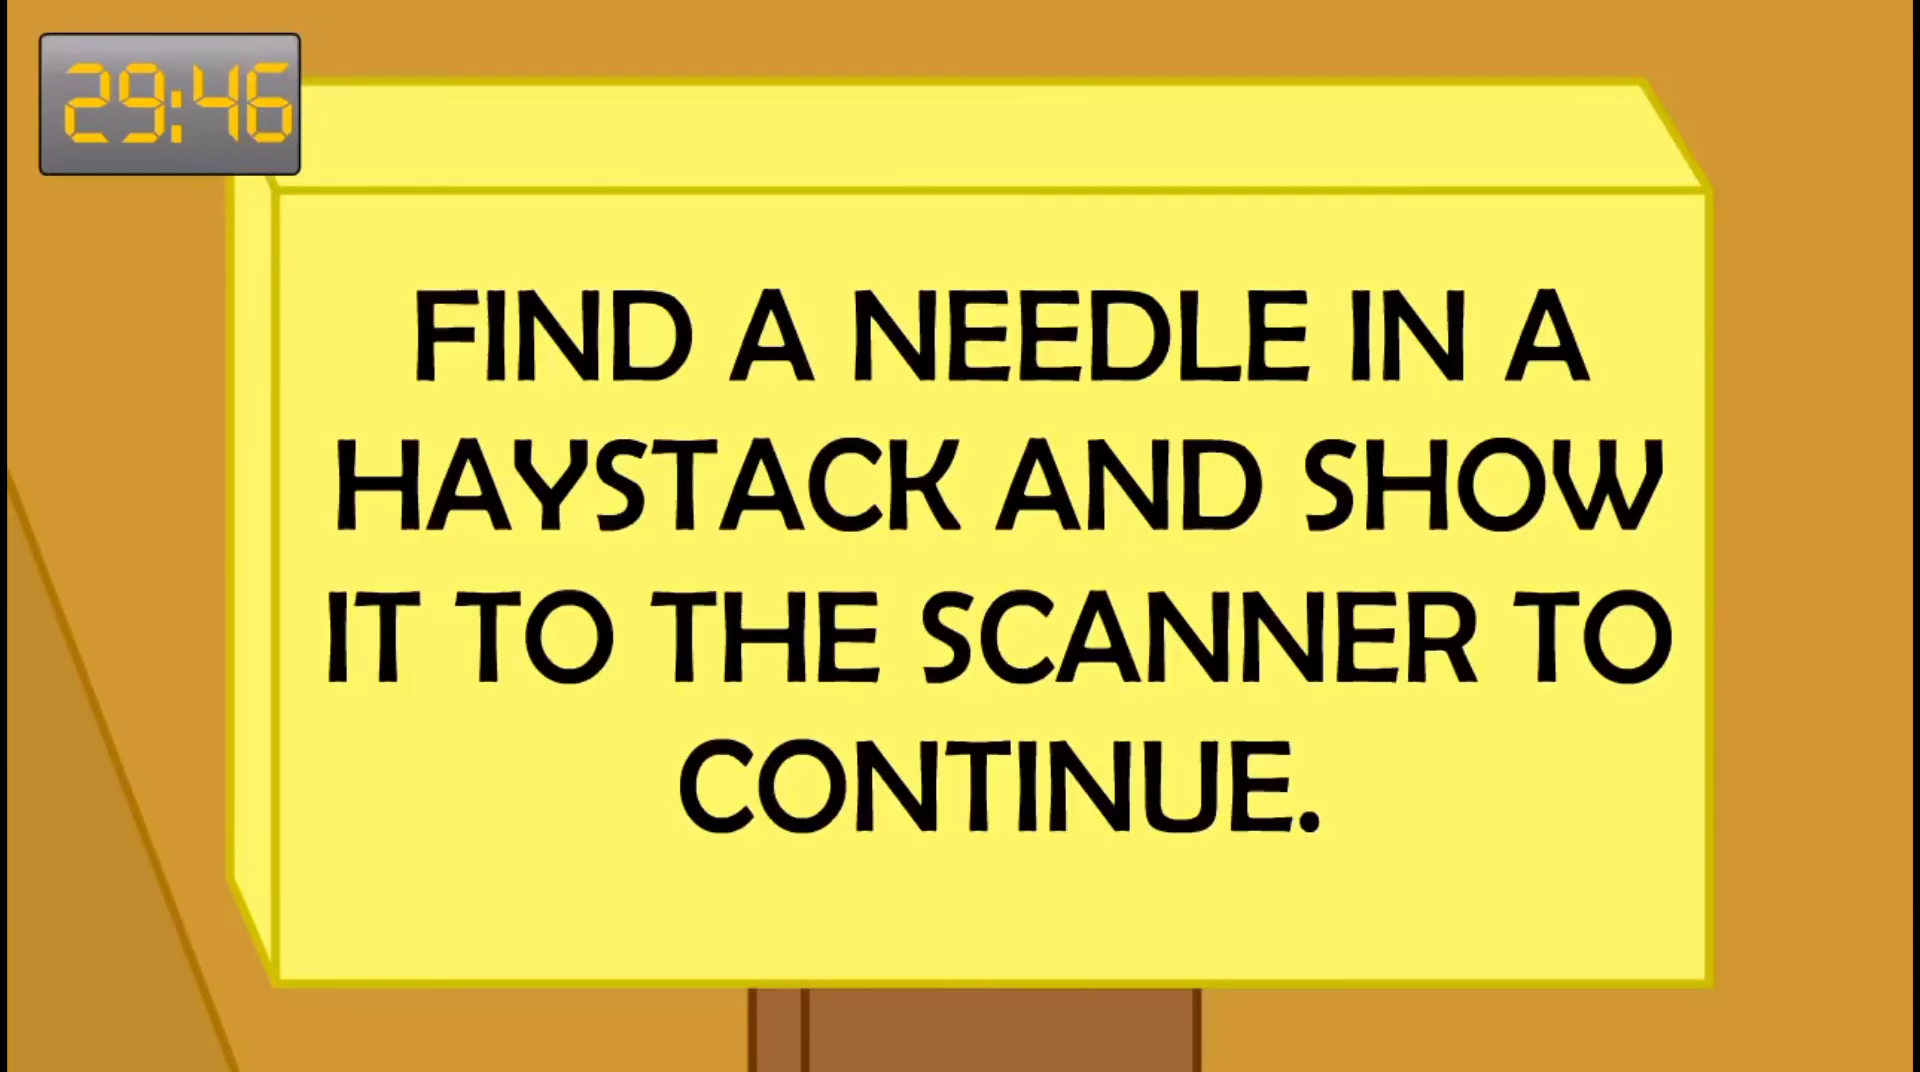 29:46
FIND A NEEDLE IN A
HAYSTACK AND SHOW
IT TO THE SCANNER TO
CONTINUE.